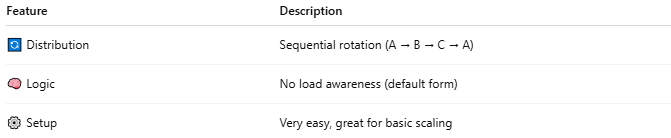 Feature Description
🔄 Distribution Sequential rotation (A → B → C → A)
🧠 Logic No load awareness (default form)
⚙️ Setup Very easy, great for basic scaling